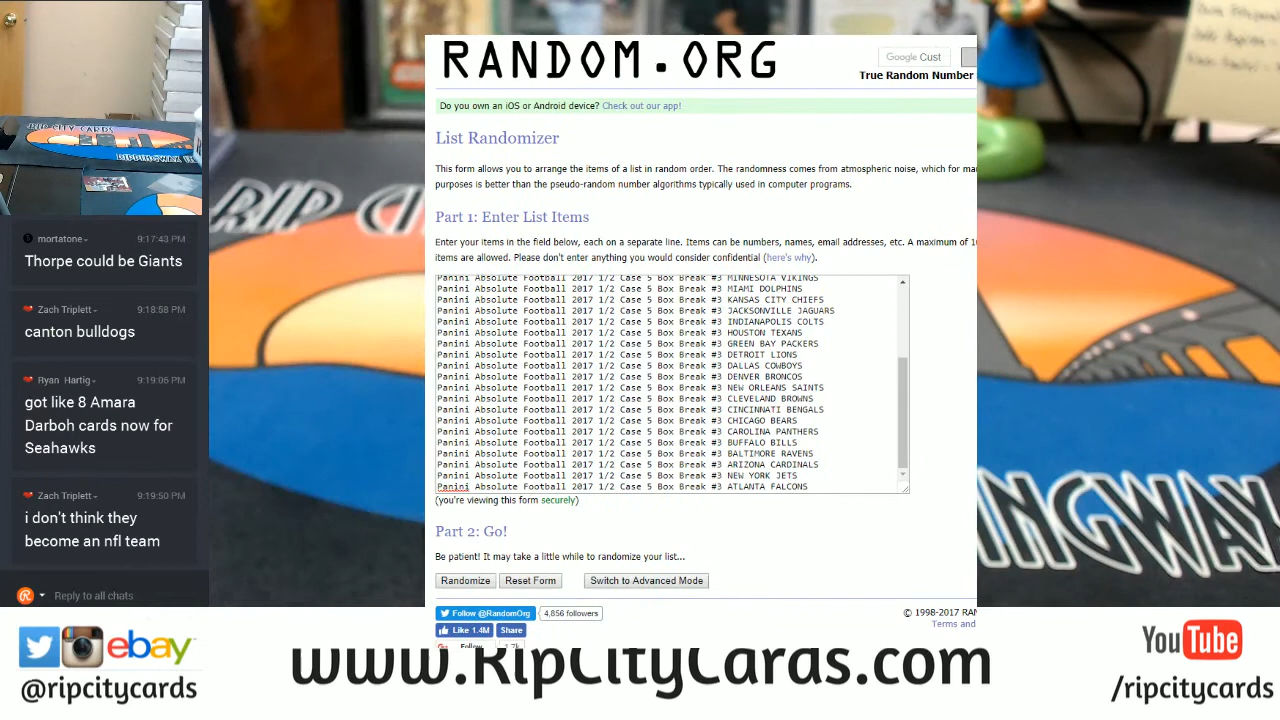 RIP CITY CARDS
RIPPINGWAX
mortatone
9:17:43 PM
Thorpe could be Giants
Zach Triplett
9:18:58 PM
canton bulldogs
Ryan Hartig
9:19:06 PM
got like 8 Amara
Darboh cards now for
Seahawks
Zach Triplett
9:19:50 PM
i don't think they
become an nfl team
Reply to all chats
RANDOM.ORG
Google Cust
True Random Number
Do you own an iOS or Android device? Check out our app!
List Randomizer
This form allows you to arrange the items of a list in random order. The randomness comes from atmospheric noise, which for ma
purposes is better than the pseudo-random number algorithms typically used in computer programs.
Part 1: Enter List Items
Enter your items in the field below, each on a separate line. Items can be numbers, names, email addresses, etc. A maximum of 1
items are allowed. Please don't enter anything you would consider confidential (here's why).
Panini Absolute Football 2017 1/2 Case 5 Box Break #3 MINNESOTA VIKINGS
Panini Absolute Football 2017 1/2 Case 5 Box Break #3 MIAMI DOLPHINS
Panini Absolute Football 2017 1/2 Case 5 Box Break #3 KANSAS CITY CHIEFS
Panini Absolute Football 2017 1/2 Case 5 Box Break #3 JACKSONVILLE JAGUARS
Panini Absolute Football 2017 1/2 Case 5 Box Break #3 INDIANAPOLIS COLTS
Panini Absolute Football 2017 1/2 Case 5 Box Break #3 HOUSTON TEXANS
Panini Absolute Football 2017 1/2 Case 5 Box Break #3 GREEN BAY PACKERS
Panini Absolute Football 2017 1/2 Case 5 Box Break #3 DETROIT LIONS
Panini Absolute Football 2017 1/2 Case 5 Box Break #3 DALLAS COWBOYS
Panini Absolute Football 2017 1/2 Case 5 Box Break #3 DENVER BRONCOS
Panini Absolute Football 2017 1/2 Case 5 Box Break #3 NEW ORLEANS SAINTS
Panini Absolute Football 2017 1/2 Case 5 Box Break #3 CLEVELAND BROWNS
Panini Absolute Football 2017 1/2 Case 5 Box Break #3 CINCINNATI BENGALS
Panini Absolute Football 2017 1/2 Case 5 Box Break #3 CHICAGO BEARS
Panini Absolute Football 2017 1/2 Case 5 Box Break #3 CAROLINA PANTHERS
Panini Absolute Football 2017 1/2 Case 5 Box Break #3 BUFFALO BILLS
Panini Absolute Football 2017 1/2 Case 5 Box Break #3 BALTIMORE RAVENS
Panini Absolute Football 2017 1/2 Case 5 Box Break #3 ARIZONA CARDINALS
Panini Absolute Football 2017 1/2 Case 5 Box Break #3 NEW YORK JETS
Panini Absolute Football 2017 1/2 Case 5 Box Break #3 ATLANTA FALCONS
(you're viewing this form securely)
Part 2: Go!
Be patient! It may take a little while to randomize your list...
Randomize
Reset Form
Switch to Advanced Mode
Follow @RandomOrg
4,856 followers
© 1998-2017 RAN
Like 1.4M
Share
Terms and
Follow
1.7k
RIP CI
INGWAX
ebay
@ripcitycards
www.RipCityCards.com
YouTube
/ripcitycards